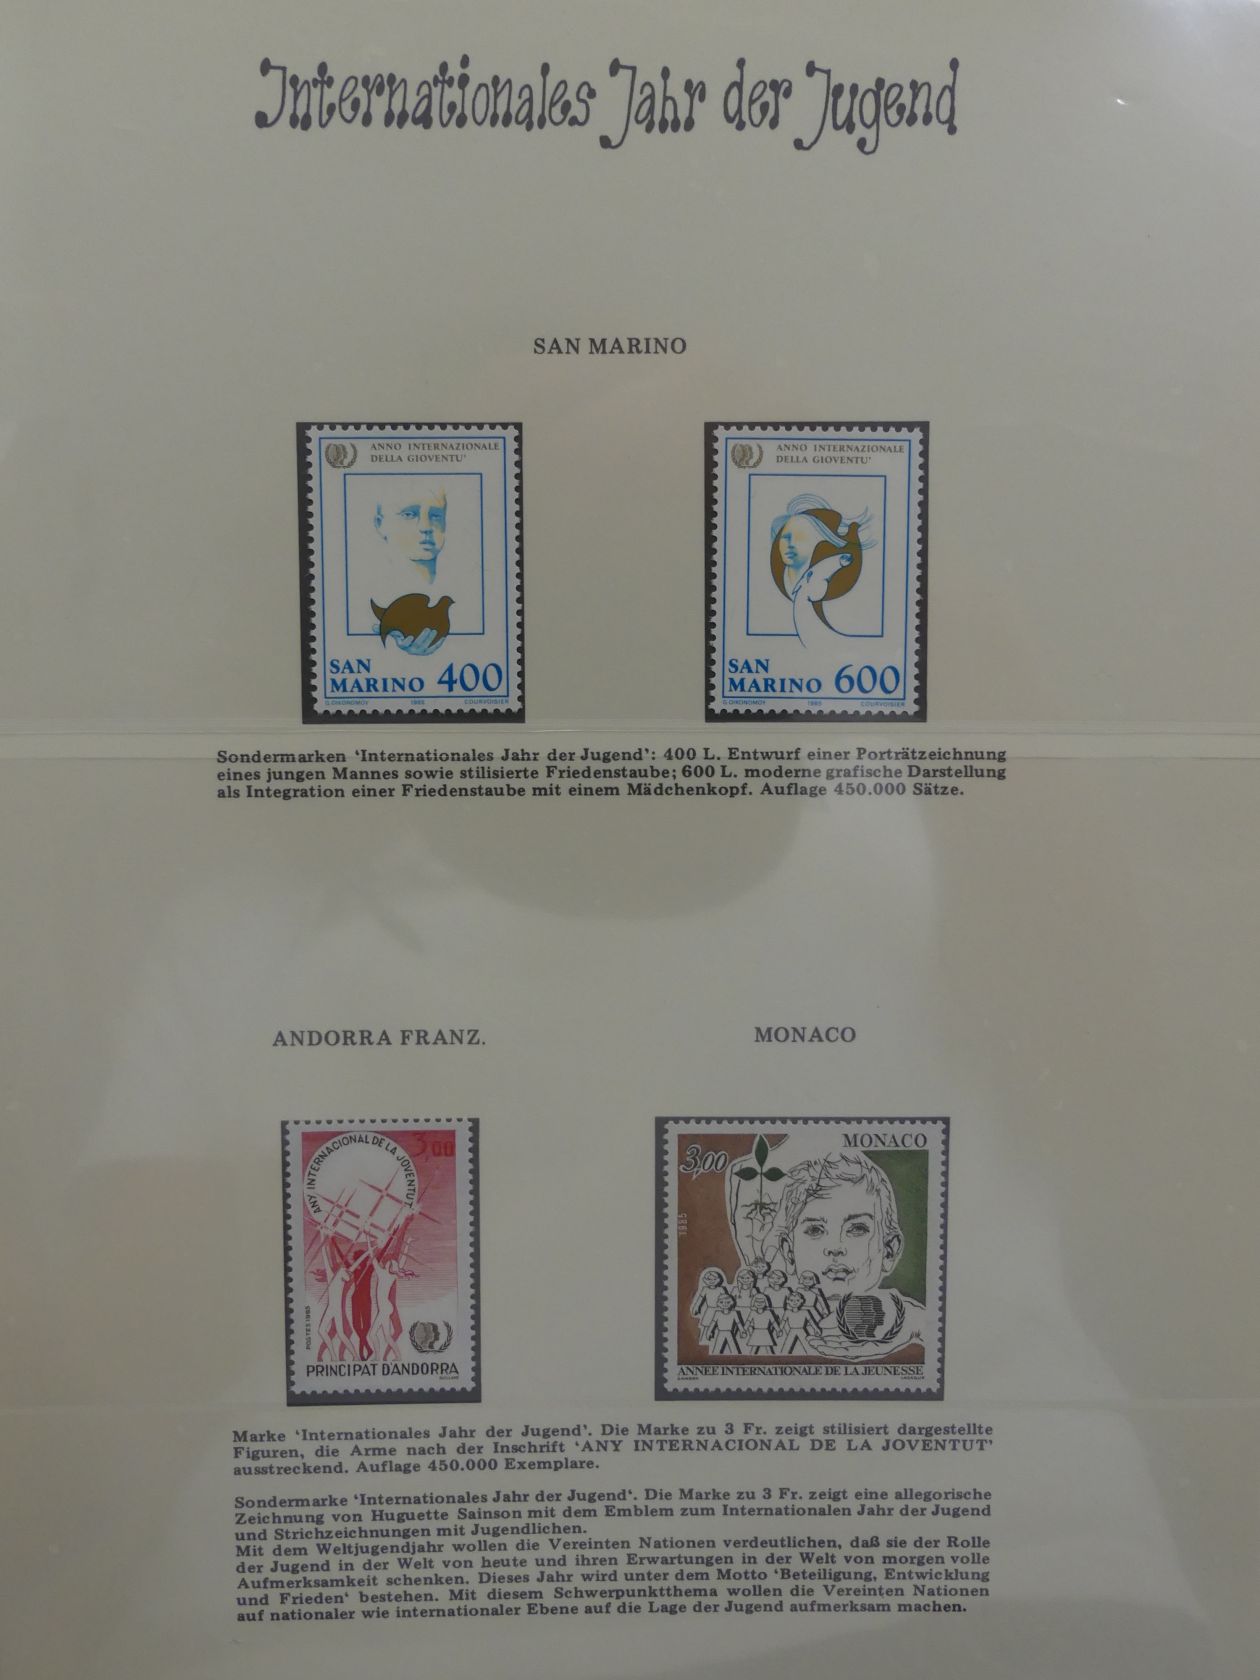 Internationales Jahr der Jugend
SAN MARINO
ANNO INTERNAZIONALE
DELLA GIOVENTU'
SAN
MARINO 400
G.OIKONOMOY 1985 COURVOISIER
ANNO INTERNAZIONALE
DELLA GIOVENTU'
SAN
MARINO 600
G.OIKONOMOY 1985 COURVOISIER
Sondermarken ‘Internationales Jahr der Jugend’: 400 L. Entwurf einer Porträtzeichnung
eines jungen Mannes sowie stilisierte Friedenstaube; 600 L. moderne grafische Darstellung
als Integration einer Friedenstaube mit einem Mädchenkopf. Auflage 450.000 Sätze.
ANDORRA FRANZ.
MONACO
ANY INTERNACIONAL DE LA JOVENTUT
3,00
POSTES 1985
PRINCIPAT D'ANDORRA
MONACO
3,00
1985
ANNEE INTERNATIONALE DE LA JEUNESSE
Marke ‘Internationales Jahr der Jugend’. Die Marke zu 3 Fr. zeigt stilisiert dargestellte
Figuren, die Arme nach der Inschrift ‘ANY INTERNACIONAL DE LA JOVENTUT’
ausstreckend. Auflage 450.000 Exemplare.
Sondermarke ‘Internationales Jahr der Jugend‘. Die Marke zu 3 Fr. zeigt eine allegorische
Zeichnung von Huguette Sainson mit dem Emblem zum Internationalen Jahr der Jugend
und Strichzeichnungen mit Jugendlichen.
Mit dem Weltjugendjahr wollen die Vereinten Nationen verdeutlichen, daß sie der Rolle
der Jugend in der Welt von heute und ihren Erwartungen in der Welt von morgen volle
Aufmerksamkeit schenken. Dieses Jahr wird unter dem Motto ‘Beteiligung, Entwicklung
und Frieden‘ bestehen. Mit diesem Schwerpunktthema wollen die Vereinten Nationen
auf nationaler wie internationaler Ebene auf die Lage der Jugend aufmerksam machen.